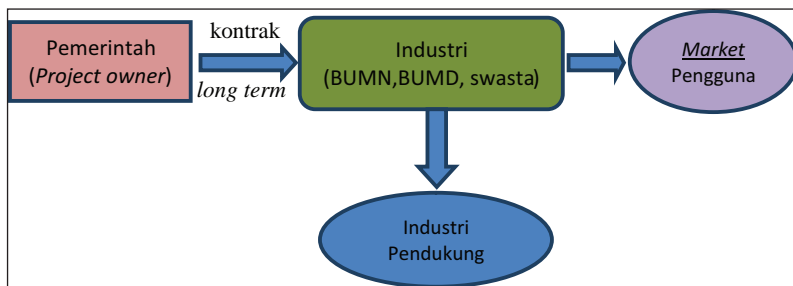 Pemerintah
(Project owner)
kontrak
long term
Industri
(BUMN,BUMD, swasta)
Market
Pengguna
Industri
Pendukung